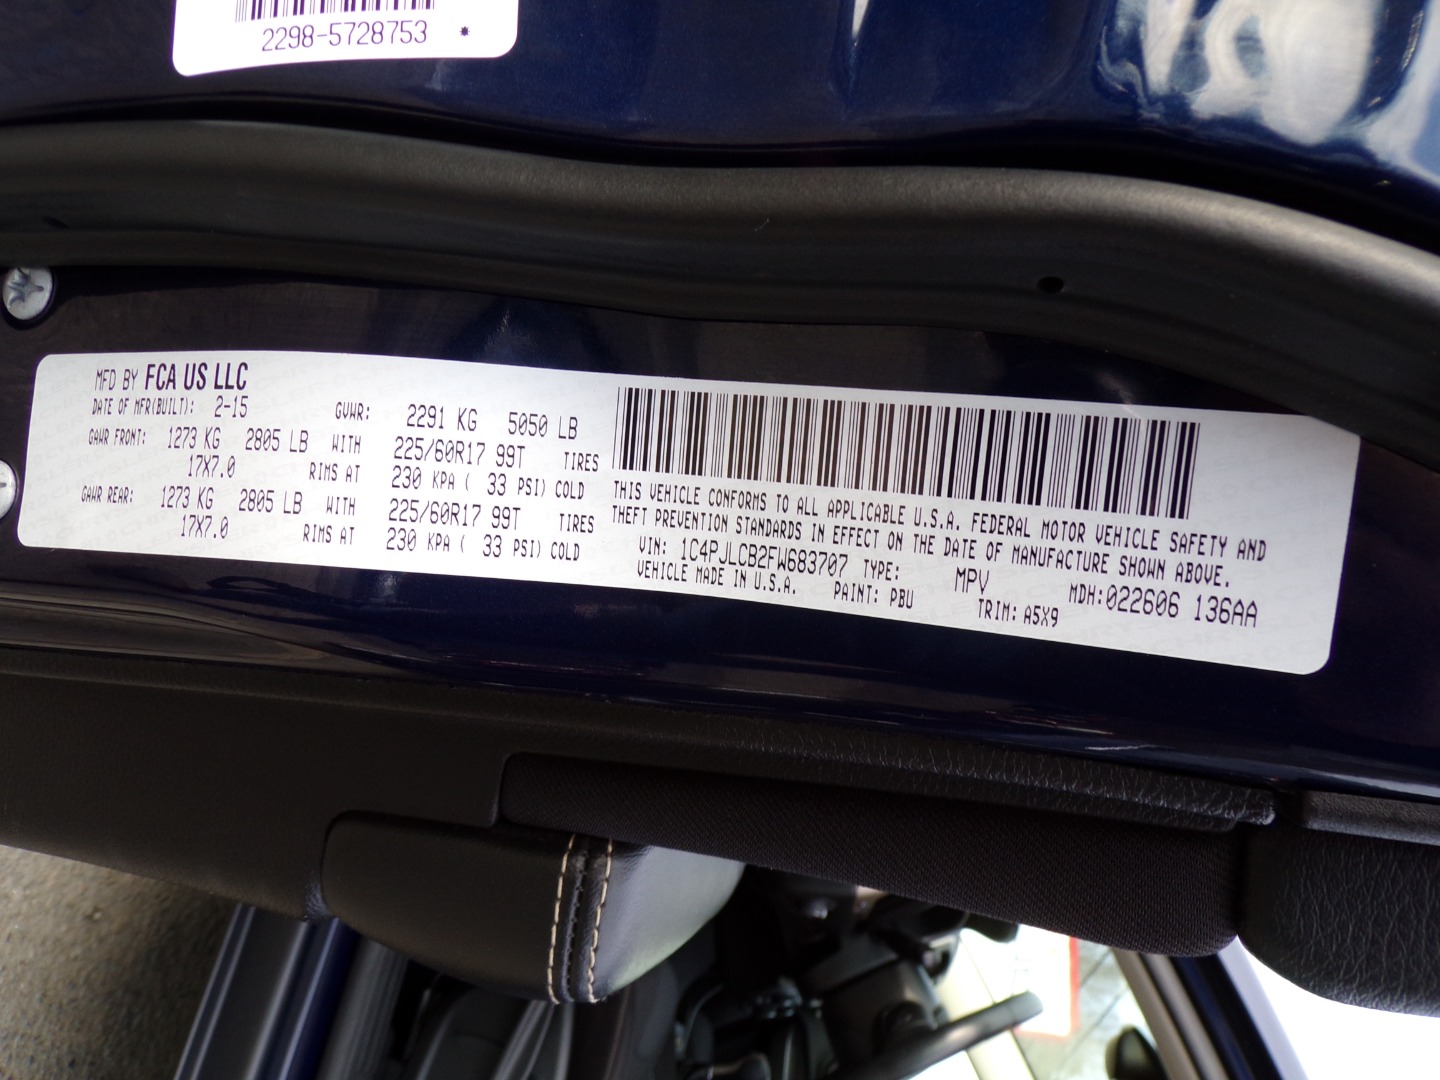 2298-5728753 *
MFD BY FCA US LLC
DATE OF MFR(BUILT): 2-15 GVWR: 2291 KG 5050 LB
GAWR FRONT: 1273 KG 2805 LB WITH 225/60R17 99T TIRES
17X7.0 RIMS AT 230 KPA ( 33 PSI) COLD
GAWR REAR: 1273 KG 2805 LB WITH 225/60R17 99T TIRES
17X7.0 RIMS AT 230 KPA ( 33 PSI) COLD
THIS VEHICLE CONFORMS TO ALL APPLICABLE U.S.A. FEDERAL MOTOR VEHICLE SAFETY AND
THEFT PREVENTION STANDARDS IN EFFECT ON THE DATE OF MANUFACTURE SHOWN ABOVE.
VIN: 1C4PJLCB2FW683707 TYPE: MPV MDH:022606 136AA
VEHICLE MADE IN U.S.A. PAINT: PBU TRIM: A5X9